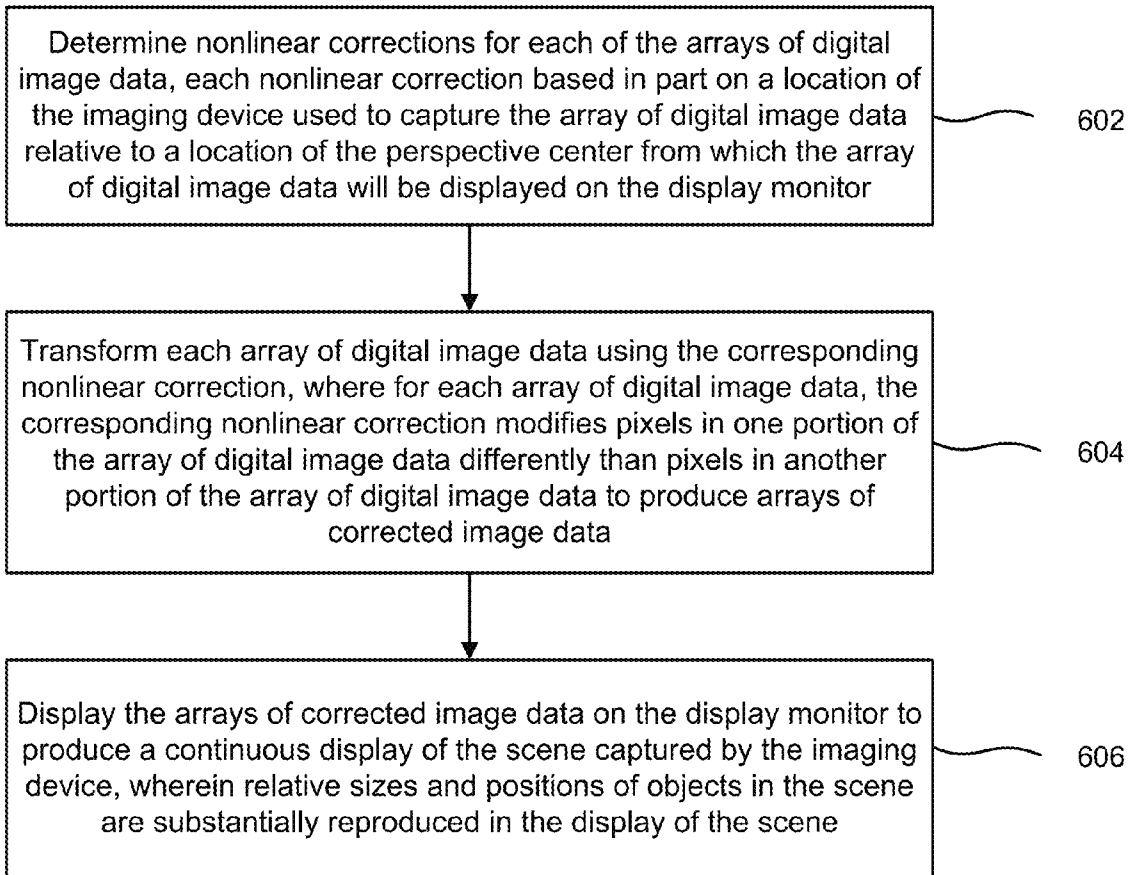 Determine nonlinear corrections for each of the arrays of digital
image data, each nonlinear correction based in part on a location of
the imaging device used to capture the array of digital image data
relative to a location of the perspective center from which the array
of digital image data will be displayed on the display monitor
602
Transform each array of digital image data using the corresponding
nonlinear correction, where for each array of digital image data, the
corresponding nonlinear correction modifies pixels in one portion of
the array of digital image data differently than pixels in another
portion of the array of digital image data to produce arrays of
corrected image data
604
Display the arrays of corrected image data on the display monitor to
produce a continuous display of the scene captured by the imaging
device, wherein relative sizes and positions of objects in the scene
are substantially reproduced in the display of the scene
606